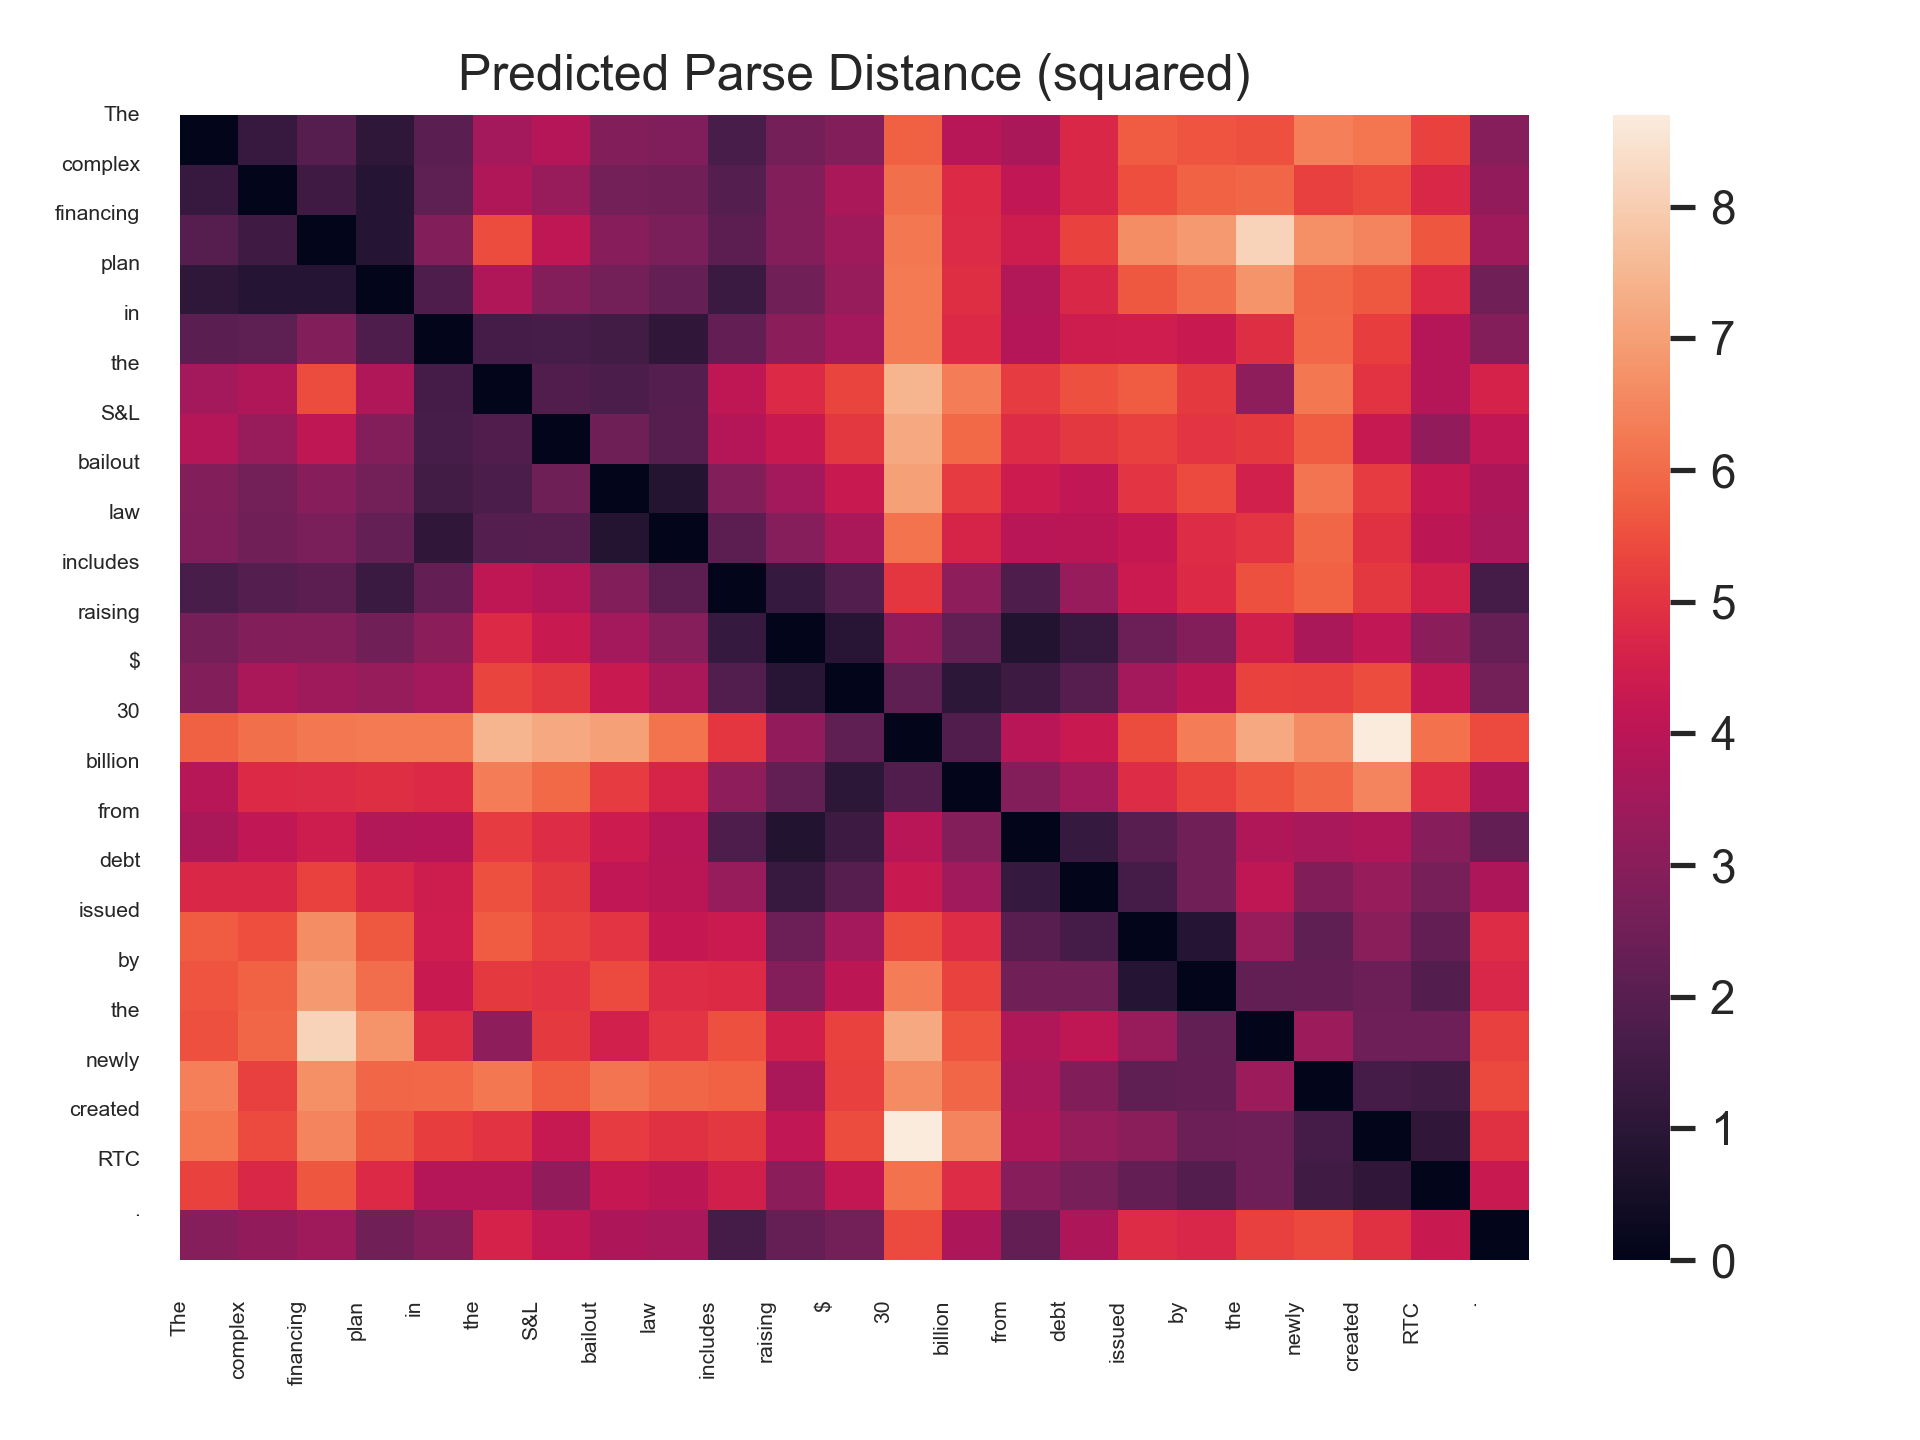 Predicted Parse Distance (squared)
The
complex
financing
plan
in
the
S&L
bailout
law
includes
raising
$
30
billion
from
debt
issued
by
the
newly
created
RTC
.
The
complex
financing
plan
in
the
S&L
bailout
law
includes
raising
$
30
billion
from
debt
issued
by
the
newly
created
RTC
.
8
7
6
5
4
3
2
1
0